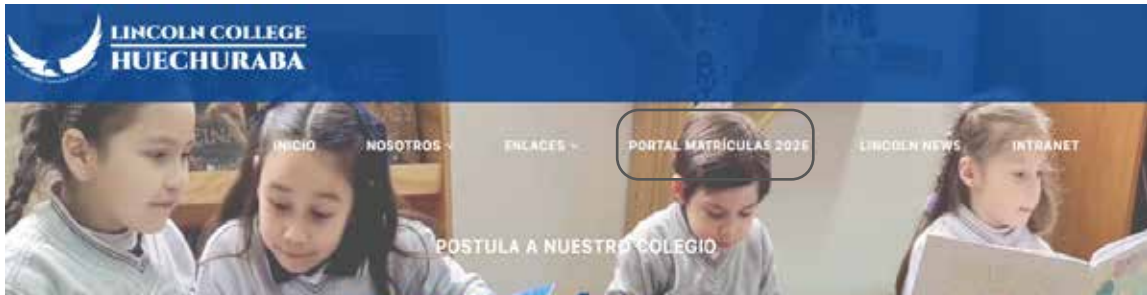 LINCOLN COLLEGE
HUECHURABA
INICIO NOSOTROS ENLACES PORTAL MATRÍCULAS 2026 LINCOLN NEWS INTRANET
POSTULA A NUESTRO COLEGIO